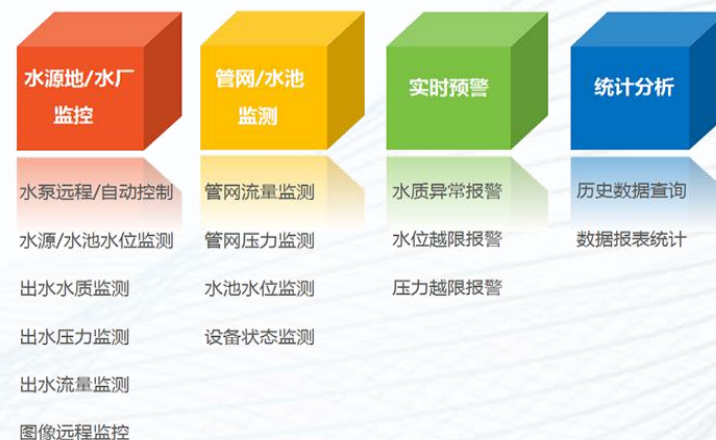 水源地/水厂
监控
管网/水池
监测
实时预警
统计分析
水泵远程/自动控制
水源/水池水位监测
出水水质监测
出水压力监测
出水流量监测
图像远程监控
管网流量监测
管网压力监测
水池水位监测
设备状态监测
水质异常报警
水位越限报警
压力越限报警
历史数据查询
数据报表统计